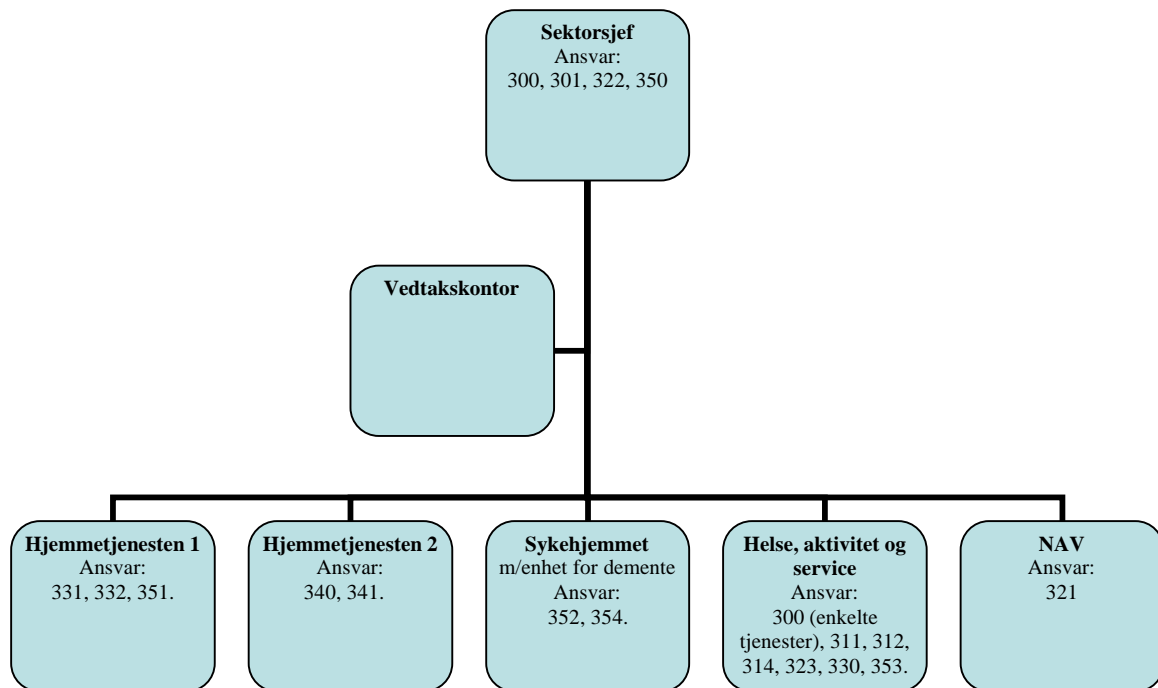 Sektorsjef
Ansvar:
300, 301, 322, 350
Vedtakskontor
Hjemmetjenesten 1
Ansvar:
331, 332, 351.
Hjemmetjenesten 2
Ansvar:
340, 341.
Sykehjemmet
m/enhet for demente
Ansvar:
352, 354.
Helse, aktivitet og
service
Ansvar:
300 (enkelte
tjenester), 311, 312,
314, 323, 330, 353.
NAV
Ansvar:
321